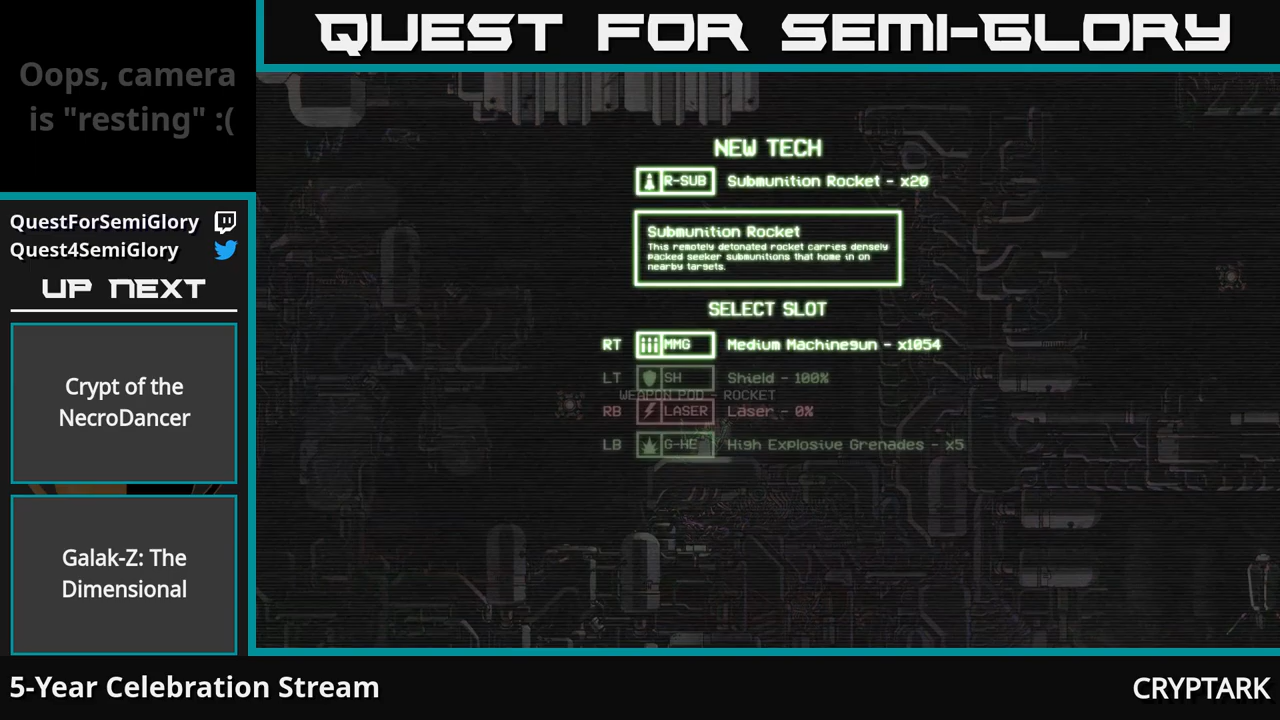 Oops, camera
is "resting" :(
QUEST FOR SEMI-GLORY
QuestForSemiGlory
Quest4SemiGlory
UP NEXT
Crypt of the
NecroDancer
Galak-Z: The
Dimensional
NEW TECH
R-SUB Submunition Rocket - x20
Submunition Rocket
This remotely detonated rocket carries densely
packed seeker submunitions that home in on
nearby targets.
SELECT SLOT
RT MMG Medium Machinegun - x1054
LT SH Shield - 100%
WEAPON POD - ROCKET
RB LASER Laser - 0%
LB G-HE High Explosive Grenades - x5
5-Year Celebration Stream
CRYPTARK